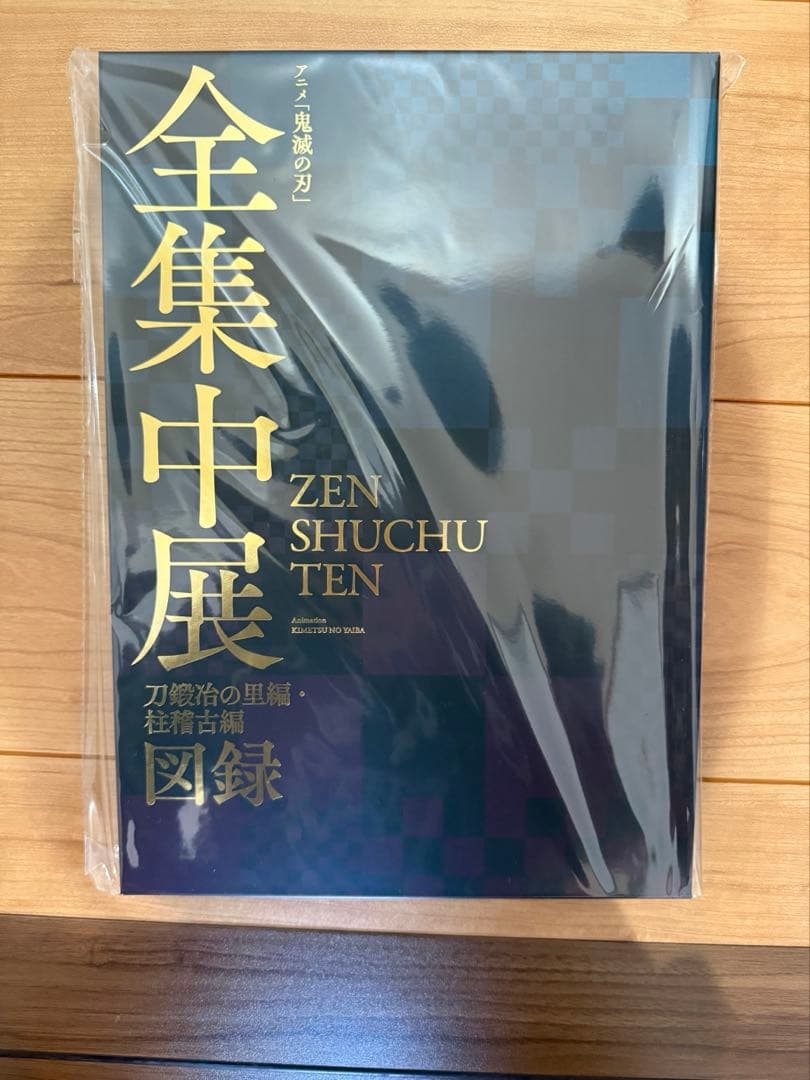 アニメ「鬼滅の刃」
全集中展
ZEN
SHUCHU
TEN
Animation
KIMETSU NO YAIBA
刀鍛冶の里編・
柱稽古編
図録